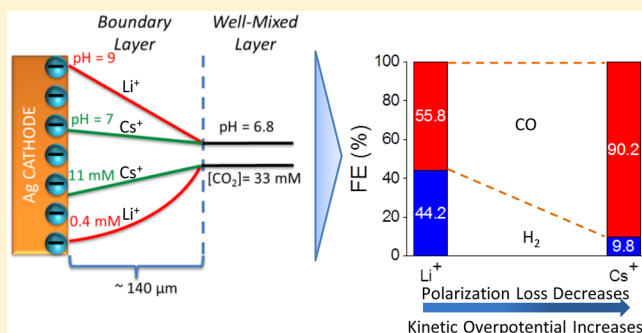 Boundary Layer
Well-Mixed Layer
Ag CATHODE
pH = 9
Li⁺
pH = 7
Cs⁺
pH = 6.8
11 mM
Cs⁺
[CO₂]= 33 mM
0.4 mM
Li⁺
~ 140 μm
FE (%)
100
80
60
40
20
0
55.8
44.2
CO
H₂
90.2
9.8
Li⁺
Cs⁺
Polarization Loss Decreases
Kinetic Overpotential Increases